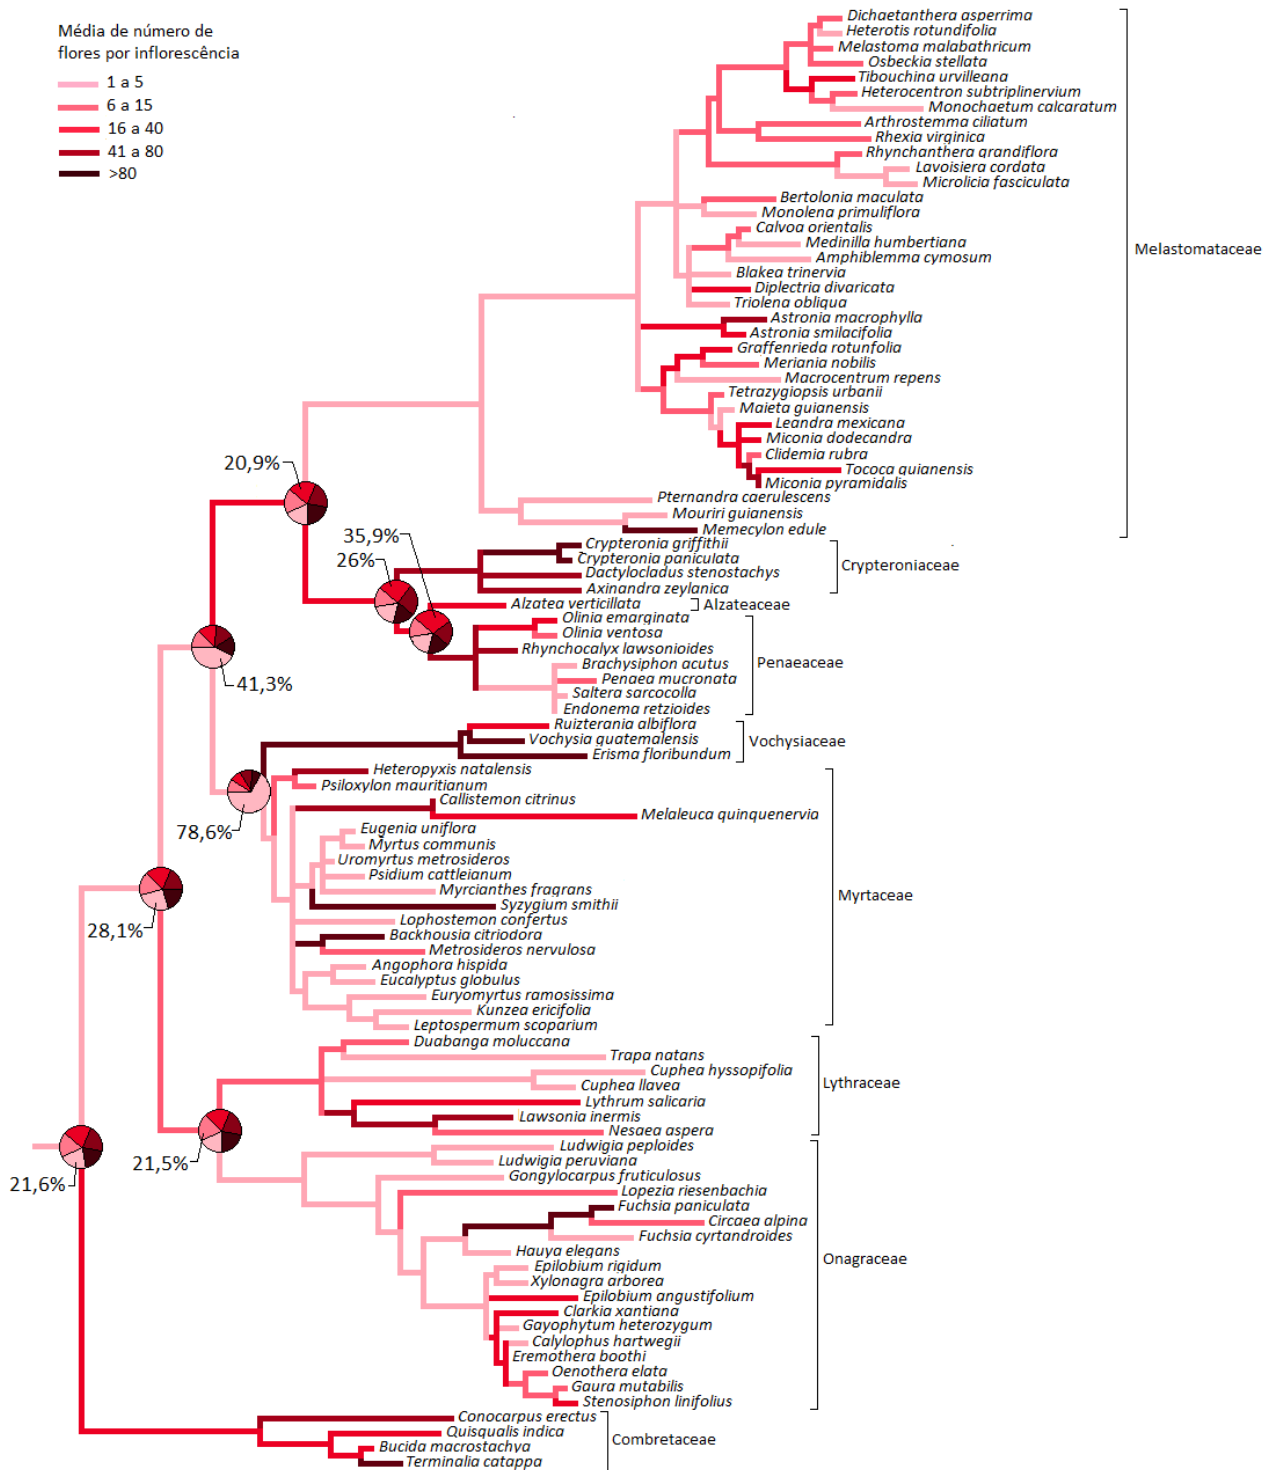 Média de número de
flores por inflorescência
1 a 5
6 a 15
16 a 40
41 a 80
>80
Dichaetanthera asperrima
Heterotis rotundifolia
Melastoma malabathricum
Osbeckia stellata
Tibouchina urvilleana
Heterocentron subtriplinervium
Monochaetum calcaratum
Arthrostemma ciliatum
Rhexia virginica
Rhynchanthera grandiflora
Lavoisiera cordata
Microlicia fasciculata
Bertolonia maculata
Monolena primuliflora
Calvoa orientalis
Medinilla humbertiana
Amphiblemma cymosum
Blakea trinervia
Diplectria divaricata
Triolena obliqua
Astronia macrophylla
Astronia smilacifolia
Graffenrieda rotunfolia
Meriania nobilis
Macrocentrum repens
Tetrazygiopsis urbanii
Maieta guianensis
Leandra mexicana
Miconia dodecandra
Clidemia rubra
Tococa guianensis
Miconia pyramidalis
Pternandra caerulescens
Mouriri guianensis
Memecylon edule
Melastomataceae
20,9%
35,9%
26%
Crypteronia griffithii
Crypteronia paniculata
Dactylocladus stenostachys
Axinandra zeylanica
Crypteroniaceae
Alzatea verticillata
Alzateaceae
Olinia emarginata
Olinia ventosa
Rhynchocalyx lawsonioides
Brachysiphon acutus
Penaea mucronata
Saltera sarcocolla
Endonema retzioides
Penaeaceae
41,3%
Ruizterania albiflora
Vochysia guatemalensis
Erisma floribundum
Vochysiaceae
78,6%
Heteropyxis natalensis
Psiloxylon mauritianum
Callistemon citrinus
Melaleuca quinquenervia
Eugenia uniflora
Myrtus communis
Uromyrtus metrosideros
Psidium cattleianum
Myrcianthes fragrans
Syzygium smithii
Lophostemon confertus
Backhousia citriodora
Metrosideros nervulosa
Angophora hispida
Eucalyptus globulus
Euryomyrtus ramosissima
Kunzea ericifolia
Leptospermum scoparium
Myrtaceae
28,1%
Duabanga moluccana
Trapa natans
Cuphea hyssopifolia
Cuphea llavea
Lythrum salicaria
Lawsonia inermis
Nesaea aspera
Lythraceae
21,5%
21,6%
Ludwigia peploides
Ludwigia peruviana
Gongylocarpus fruticulosus
Lopezia riesenbachia
Fuchsia paniculata
Circaea alpina
Fuchsia cyrtandroides
Hauya elegans
Epilobium rigidum
Xylonagra arborea
Epilobium angustifolium
Clarkia xantiana
Gayophytum heterozygum
Calylophus hartwegii
Eremothera boothi
Oenothera elata
Gaura mutabilis
Stenosiphon linifolius
Onagraceae
Conocarpus erectus
Quisqualis indica
Bucida macrostachya
Terminalia catappa
Combretaceae